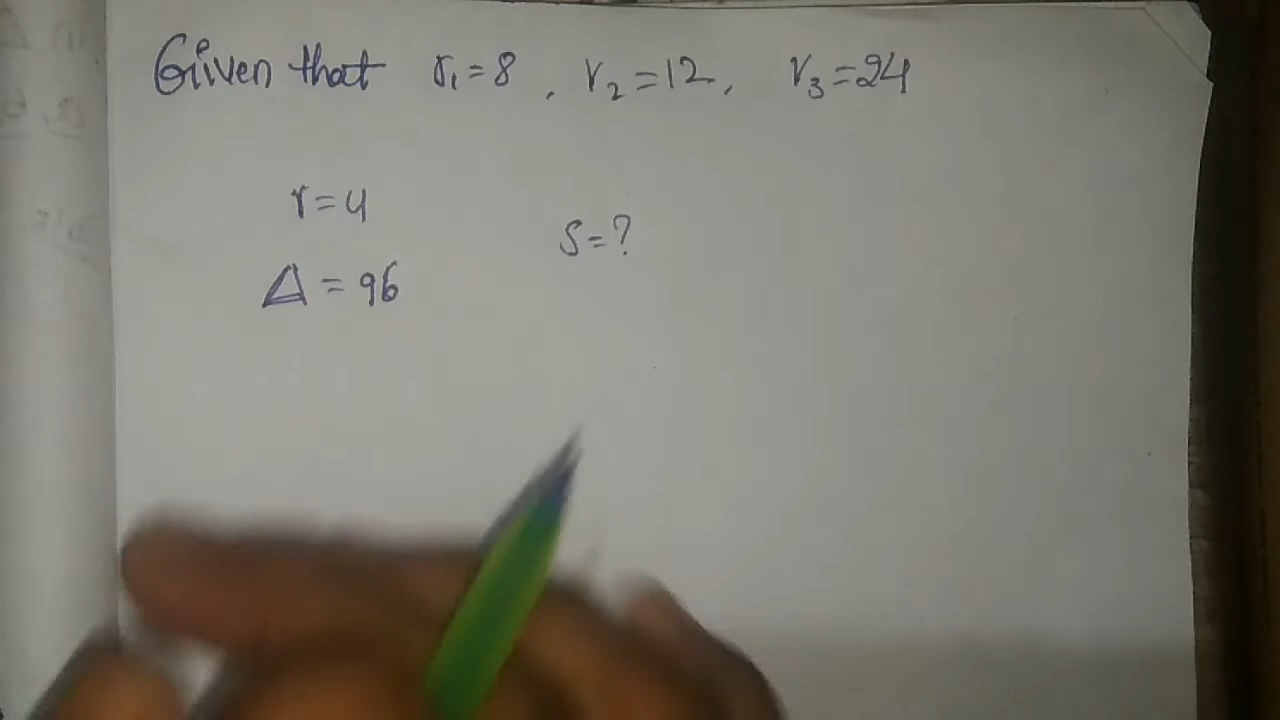 Given that r₁=8, r₂=12, r₃=24
r=4
S=?
Δ=96